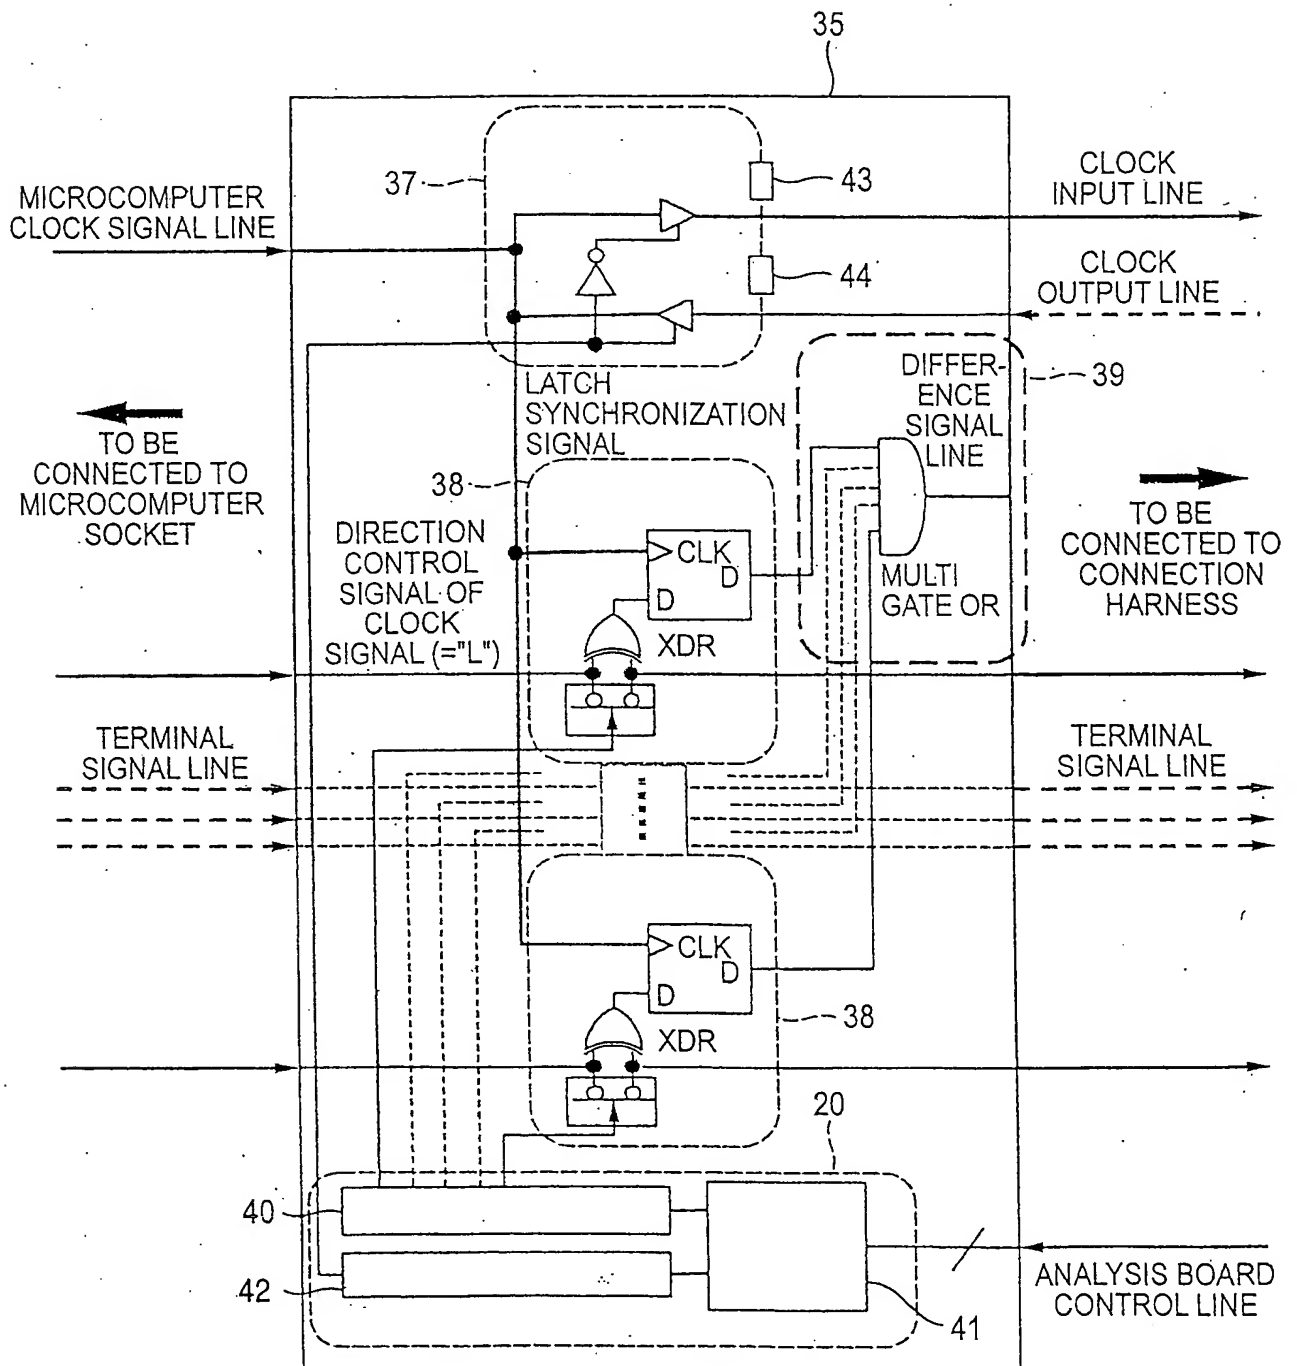 35
37
43
CLOCK
INPUT LINE
MICROCOMPUTER
CLOCK SIGNAL LINE
44
CLOCK
OUTPUT LINE
LATCH
SYNCHRONIZATION
SIGNAL
DIFFER-
ENCE
SIGNAL
LINE
39
TO BE
CONNECTED TO
MICROCOMPUTER
SOCKET
38
DIRECTION
CONTROL
SIGNAL OF
CLOCK
SIGNAL (="L")
CLK
D
D
XDR
MULTI
GATE OR
TO BE
CONNECTED TO
CONNECTION
HARNESS
TERMINAL
SIGNAL LINE
TERMINAL
SIGNAL LINE
CLK
D
D
XDR
38
20
40
42
41
ANALYSIS BOARD
CONTROL LINE